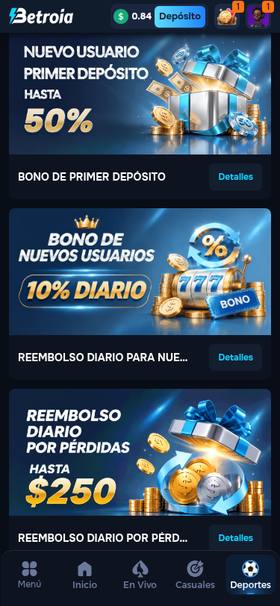 Betroia
$ 0.84 Depósito 1 1
NUEVO USUARIO
PRIMER DEPÓSITO
HASTA
50%
BONO DE PRIMER DEPÓSITO
Detalles
BONO DE
NUEVOS USUARIOS
10% DIARIO
%
777
BONO
REEMBOLSO DIARIO PARA NUE...
Detalles
REEMBOLSO
DIARIO
POR PÉRDIDAS
HASTA
$250
REEMBOLSO DIARIO POR PÉRD...
Detalles
Menú
Inicio
En Vivo
Casuales
Deportes